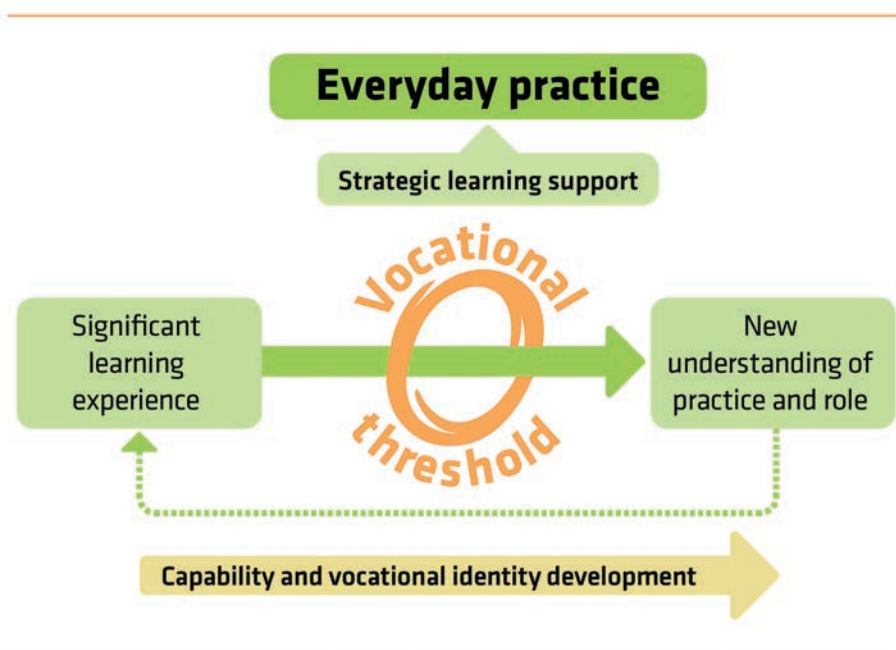 Everyday practice
Strategic learning support
Vocational
threshold
Significant
learning
experience
New
understanding of
practice and role
Capability and vocational identity development